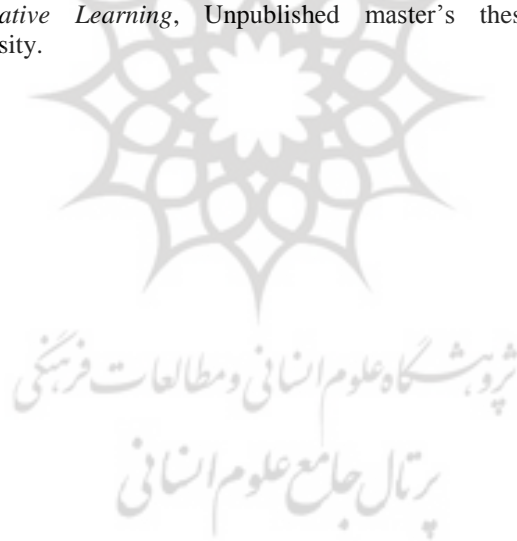 ative Learning, Unpublished master's thes
sity.
پژوهشگاه علوم انسانی و مطالعات فرهنگی
پرتال جامع علوم انسانی